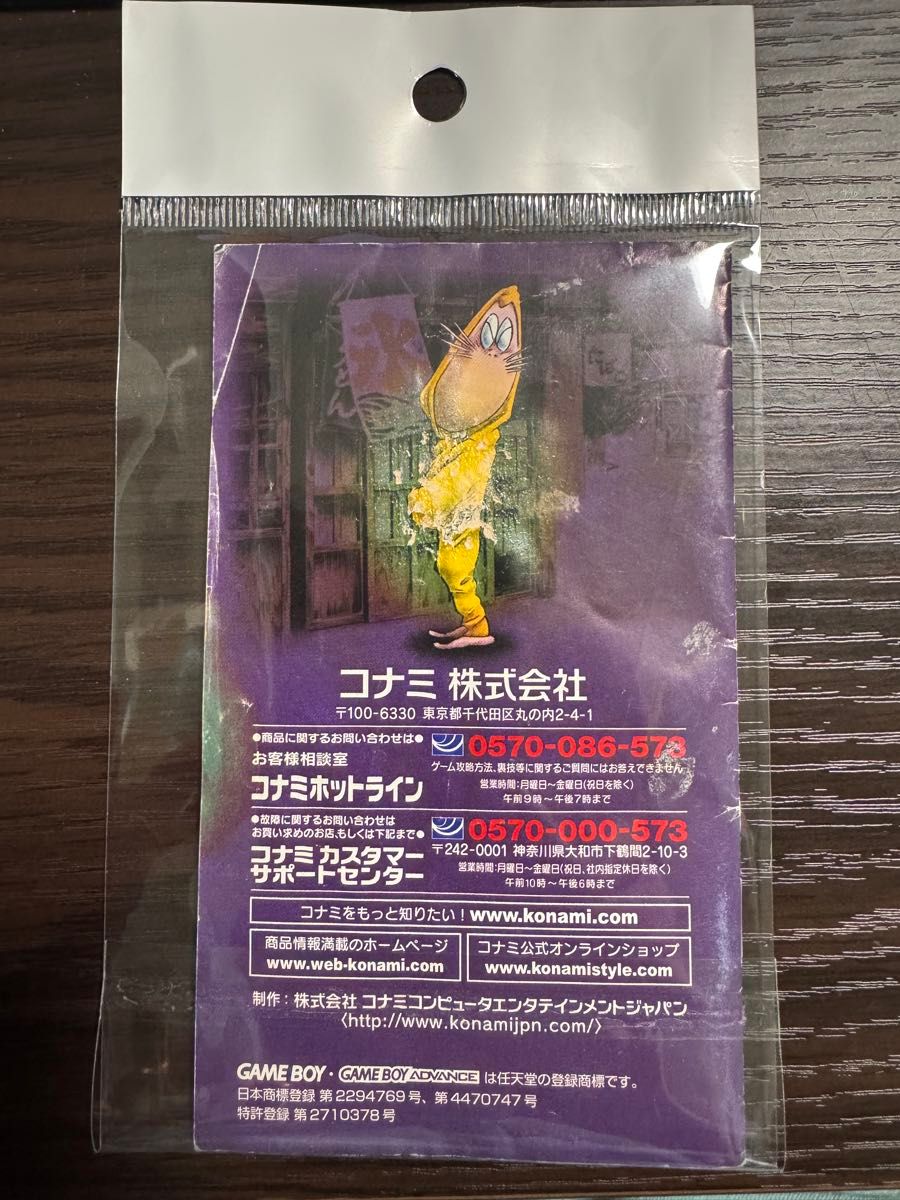 氷
コナミ 株式会社
〒100-6330 東京都千代田区丸の内2-4-1
●商品に関するお問い合わせは●
お客様相談室
コナミホットライン
0570-086-573
ゲーム攻略方法、裏技等に関するご質問にはお答えできません
営業時間:月曜日〜金曜日(祝日を除く)
午前9時〜午後7時まで
●故障に関するお問い合わせは
お買い求めのお店、もしくは下記まで●
コナミ カスタマー
サポートセンター
0570-000-573
〒242-0001 神奈川県大和市下鶴間2-10-3
営業時間:月曜日〜金曜日(祝日、社内指定休日を除く)
午前10時〜午後6時まで
コナミをもっと知りたい！www.konami.com
商品情報満載のホームページ
www.web-konami.com
コナミ公式オンラインショップ
www.konamistyle.com
制作：株式会社 コナミコンピュータエンタテインメントジャパン
〈http://www.konamijpn.com/〉
GAME BOY・GAME BOY ADVANCE は任天堂の登録商標です。
日本商標登録 第2294769号、第4470747号
特許登録 第2710378号